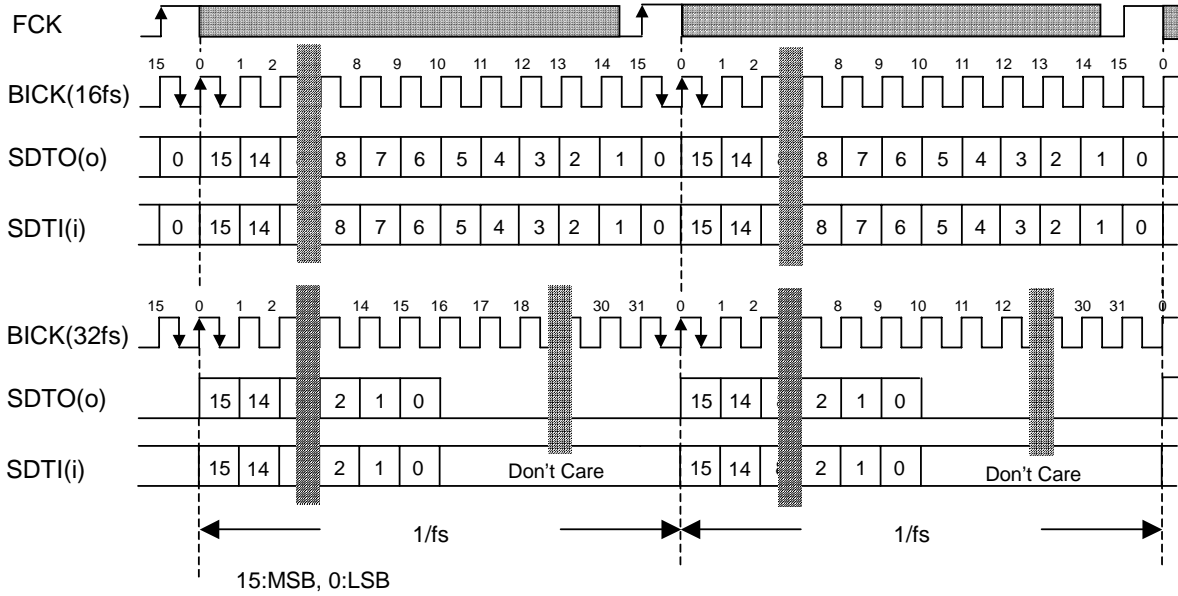 FCK
15 0 1 2 8 9 10 11 12 13 14 15 0 1 2 8 9 10 11 12 13 14 15 0
BICK(16fs)
SDTO(o) 0 15 14 8 7 6 5 4 3 2 1 0 15 14 8 7 6 5 4 3 2 1 0
SDTI(i) 0 15 14 8 7 6 5 4 3 2 1 0 15 14 8 7 6 5 4 3 2 1 0
15 0 1 2 14 15 16 17 18 30 31 0 1 2 8 9 10 11 12 30 31 0
BICK(32fs)
SDTO(o) 15 14 2 1 0 15 14 2 1 0
SDTI(i) 15 14 2 1 0 Don't Care 15 14 2 1 0 Don't Care
1/fs 1/fs
15:MSB, 0:LSB